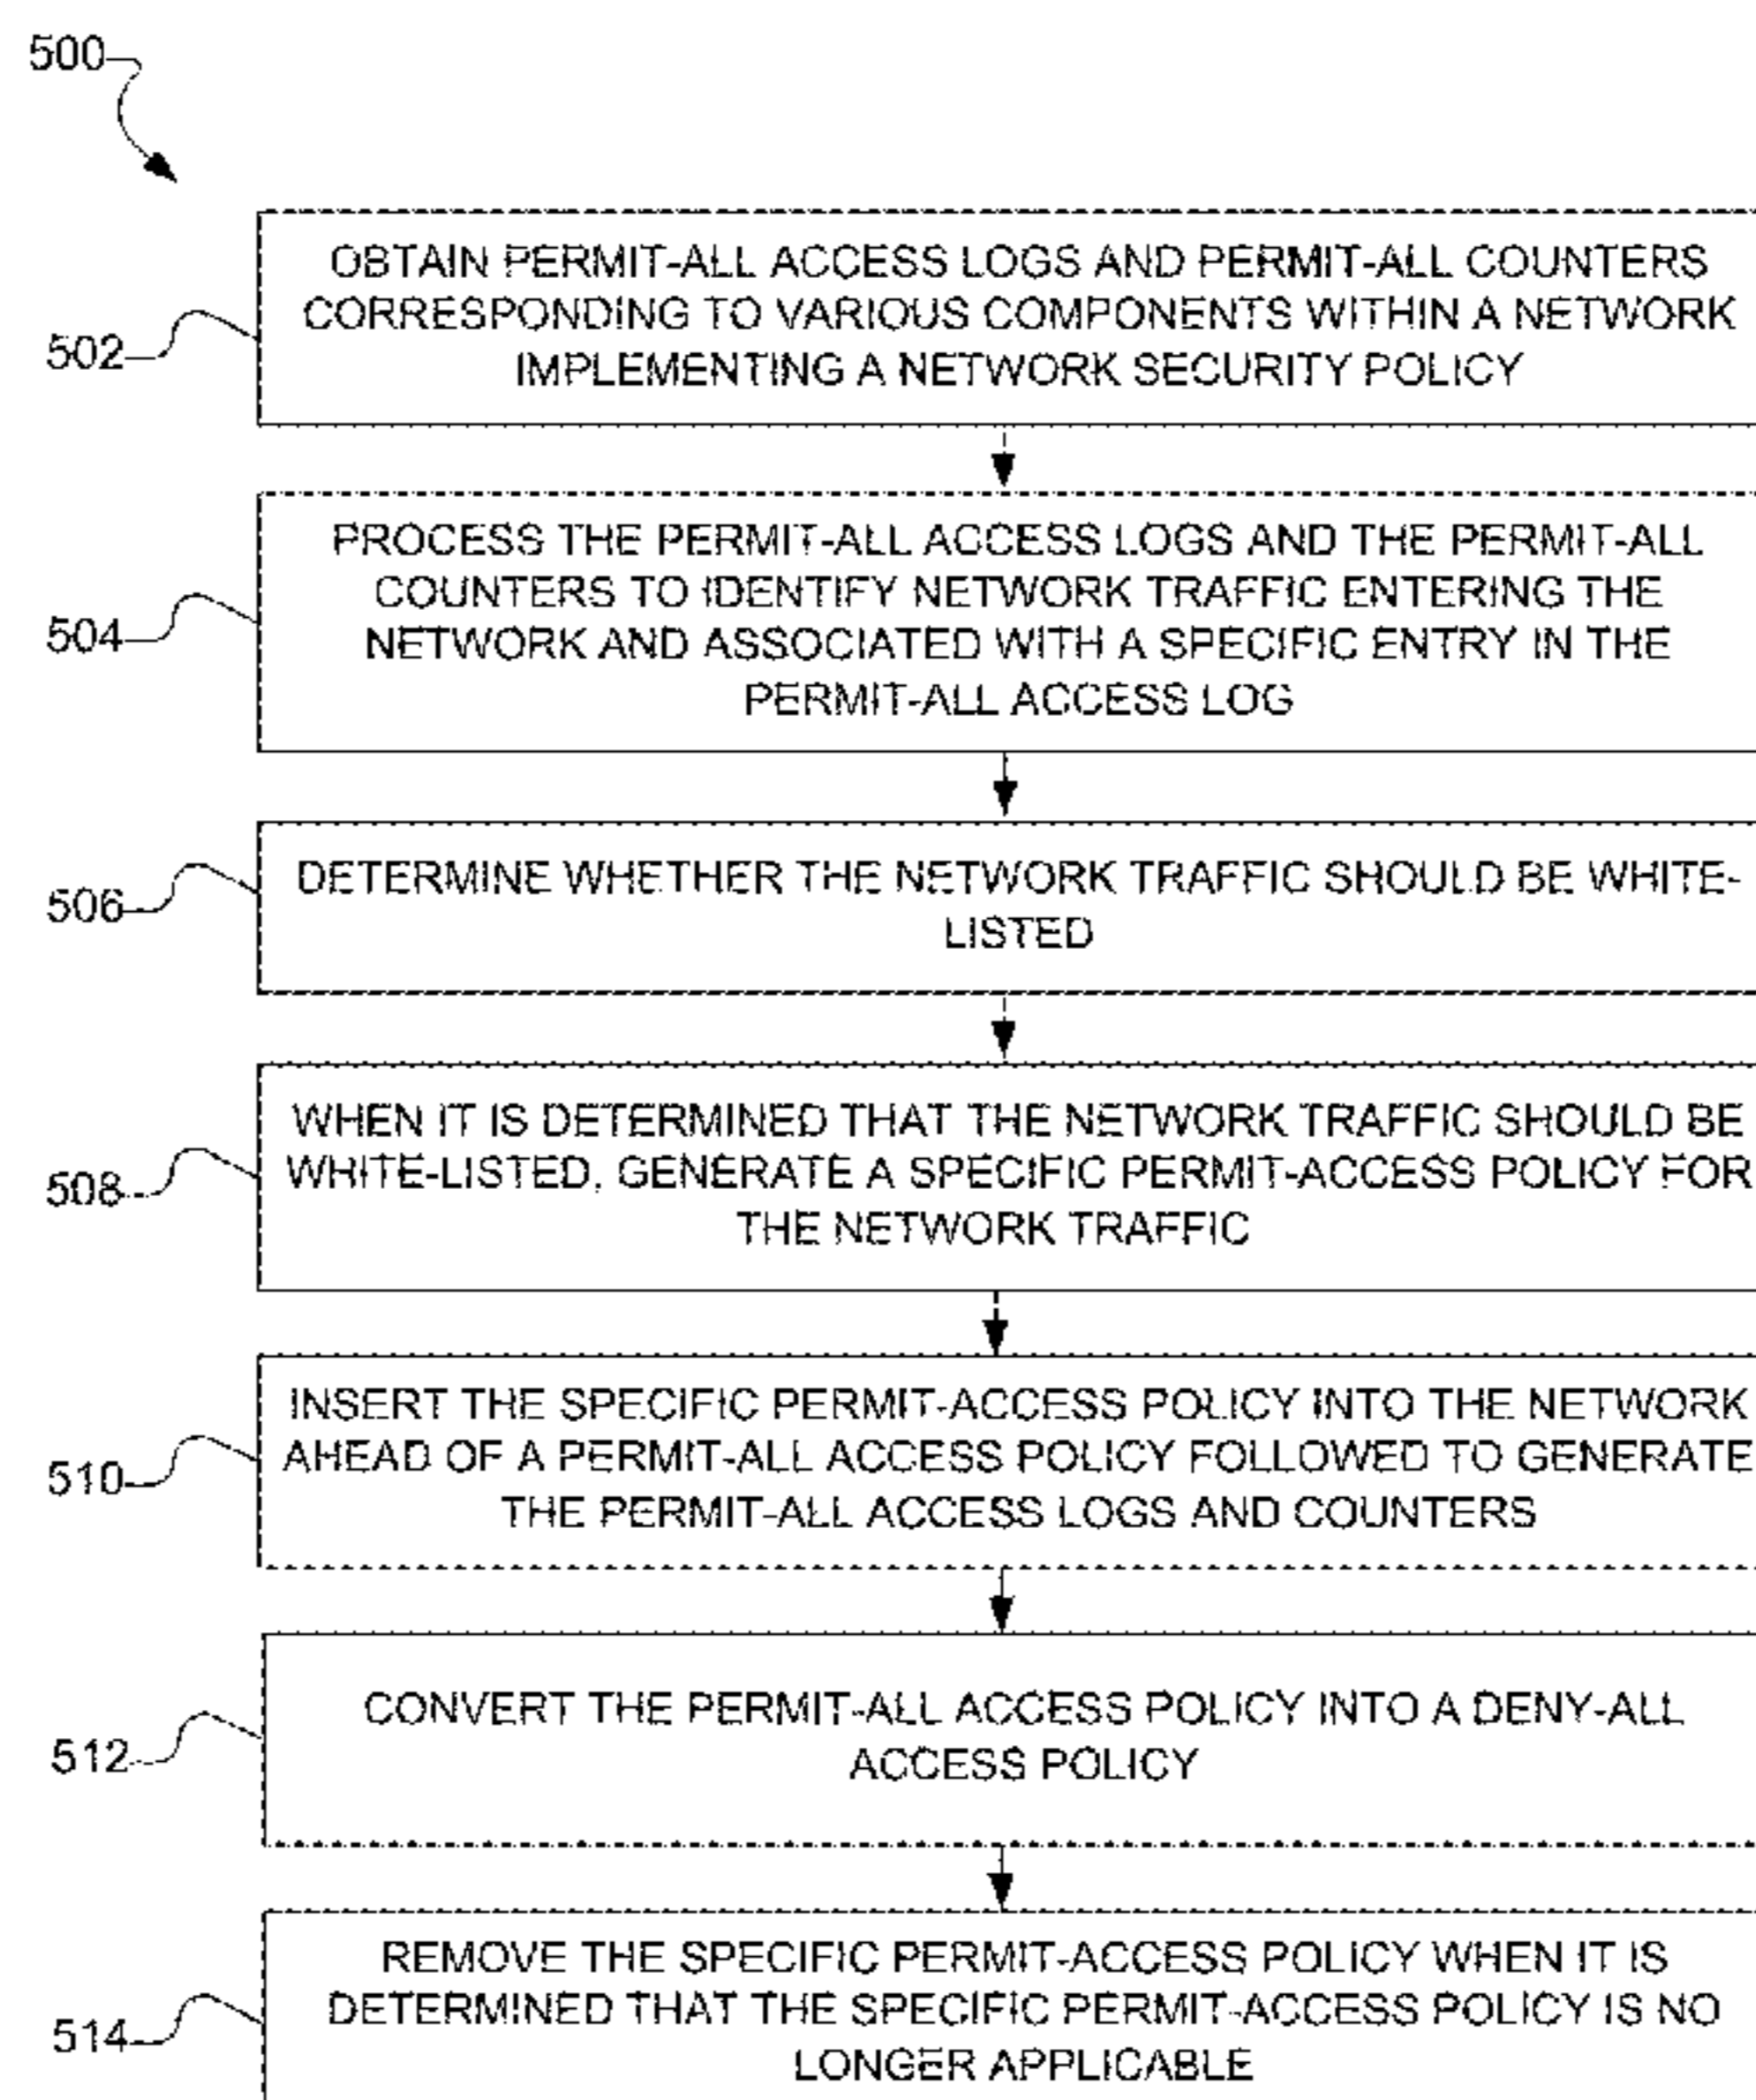 500
OBTAIN PERMIT-ALL ACCESS LOGS AND PERMIT-ALL COUNTERS
CORRESPONDING TO VARIOUS COMPONENTS WITHIN A NETWORK
IMPLEMENTING A NETWORK SECURITY POLICY
502
PROCESS THE PERMIT-ALL ACCESS LOGS AND THE PERMIT-ALL
COUNTERS TO IDENTIFY NETWORK TRAFFIC ENTERING THE
NETWORK AND ASSOCIATED WITH A SPECIFIC ENTRY IN THE
PERMIT-ALL ACCESS LOG
504
DETERMINE WHETHER THE NETWORK TRAFFIC SHOULD BE WHITE-
LISTED
506
WHEN IT IS DETERMINED THAT THE NETWORK TRAFFIC SHOULD BE
WHITE-LISTED, GENERATE A SPECIFIC PERMIT-ACCESS POLICY FOR
THE NETWORK TRAFFIC
508
INSERT THE SPECIFIC PERMIT-ACCESS POLICY INTO THE NETWORK
AHEAD OF A PERMIT-ALL ACCESS POLICY FOLLOWED TO GENERATE
THE PERMIT-ALL ACCESS LOGS AND COUNTERS
510
CONVERT THE PERMIT-ALL ACCESS POLICY INTO A DENY-ALL
ACCESS POLICY
512
REMOVE THE SPECIFIC PERMIT-ACCESS POLICY WHEN IT IS
DETERMINED THAT THE SPECIFIC PERMIT-ACCESS POLICY IS NO
LONGER APPLICABLE
514